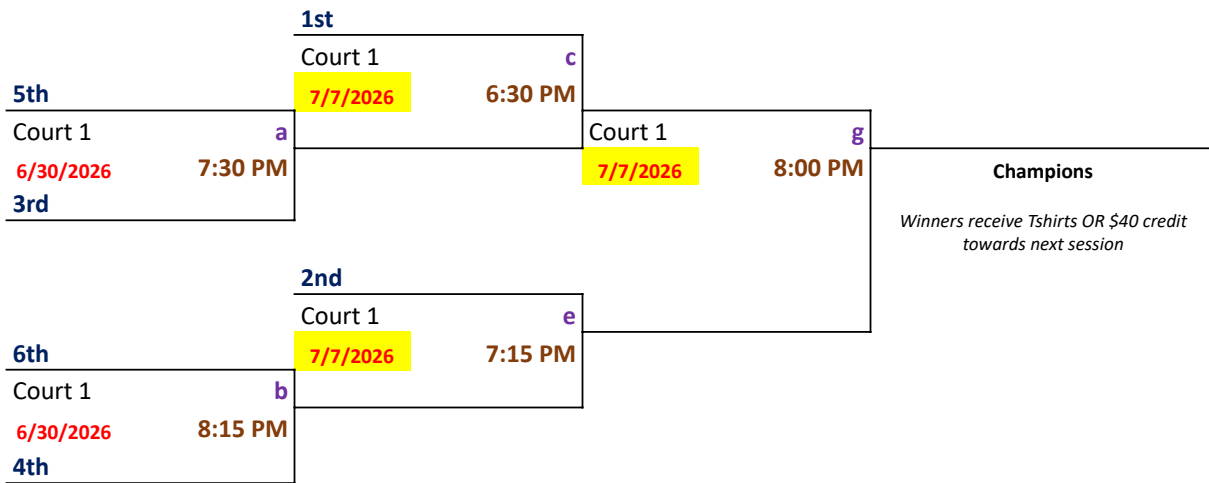 1st
Court 1 c
7/7/2026 6:30 PM
5th
Court 1 a
6/30/2026 7:30 PM
3rd
Court 1 g
7/7/2026 8:00 PM
Champions
Winners receive Tshirts OR $40 credit
towards next session
2nd
Court 1 e
7/7/2026 7:15 PM
6th
Court 1 b
6/30/2026 8:15 PM
4th